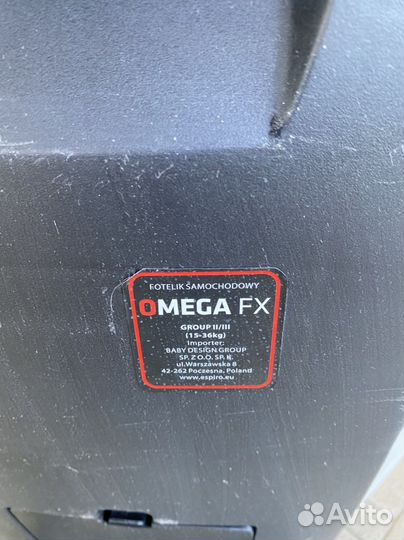 FOTELIK SAMOCHODOWY
OMEGA FX
GROUP II/III
(15-36kg)
Importer:
BABY DESIGN GROUP
SP. Z O.O. SP. K.
ul.Warszawska 8
42-262 Poczesna, Poland
www.espiro.eu
Avito